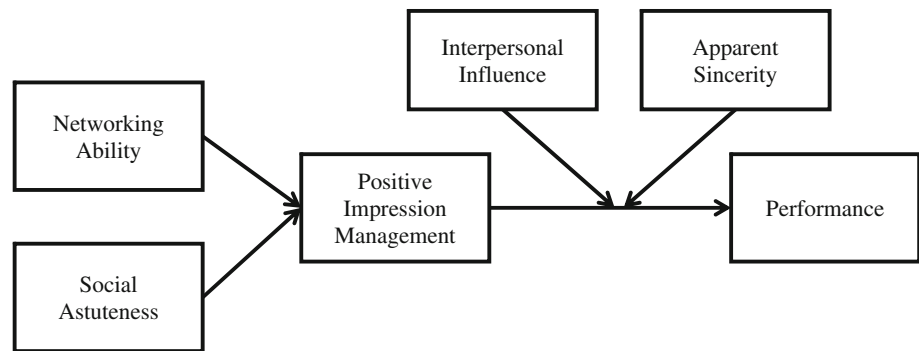 Interpersonal
Influence
Apparent
Sincerity
Networking
Ability
Positive
Impression
Management
Performance
Social
Astuteness